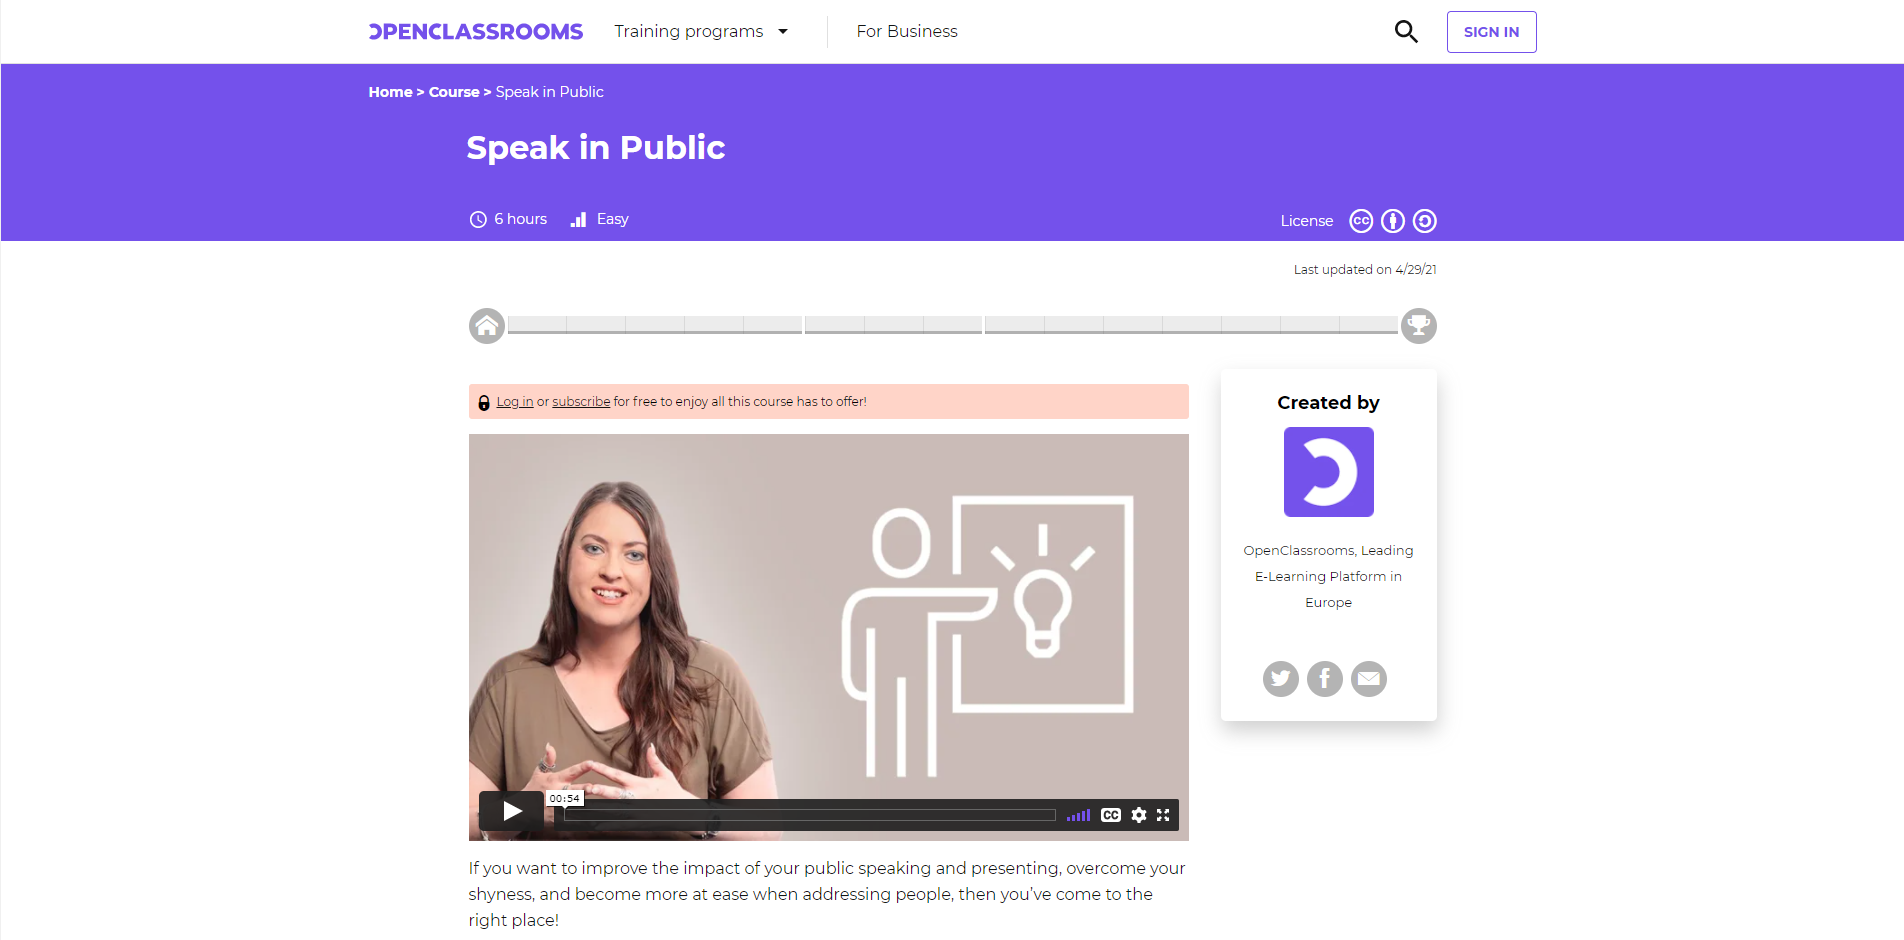 OPENCLASSROOMS
Training programs
For Business
SIGN IN
Home > Course > Speak in Public
Speak in Public
6 hours
Easy
License
Last updated on 4/29/21
Log in or subscribe for free to enjoy all this course has to offer!
00:54
CC
If you want to improve the impact of your public speaking and presenting, overcome your
shyness, and become more at ease when addressing people, then you’ve come to the
right place!
Created by
OpenClassrooms, Leading
E-Learning Platform in
Europe